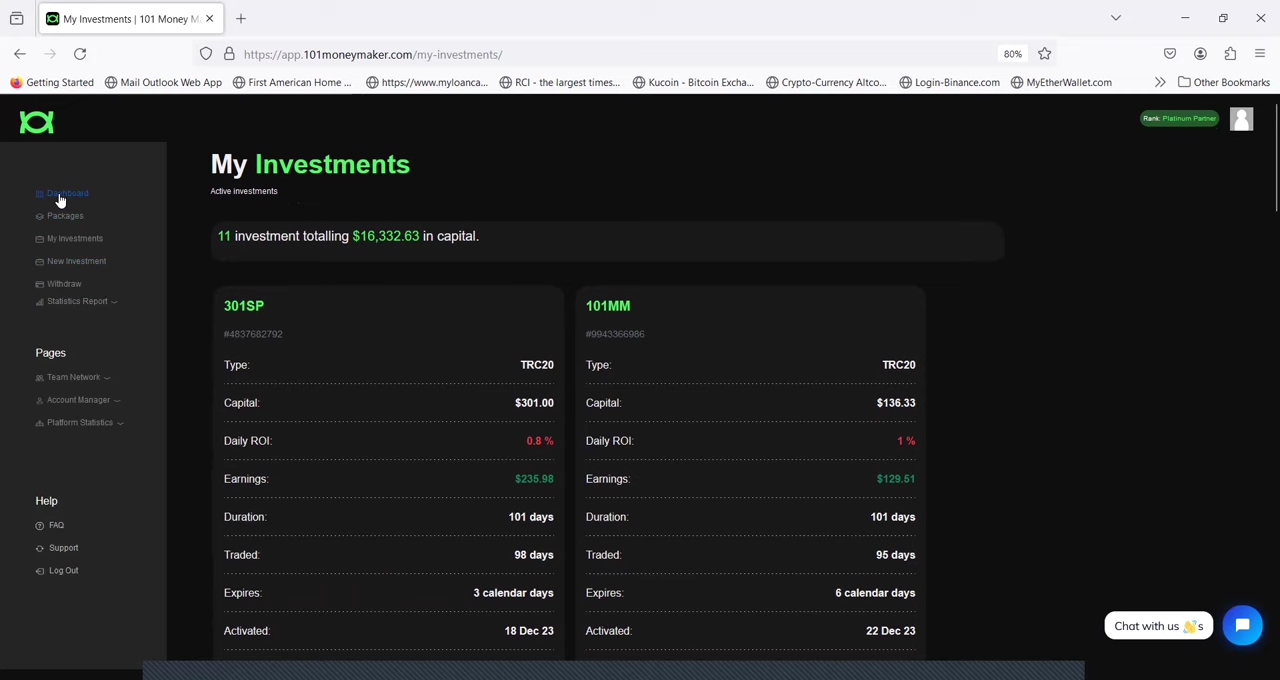 My Investments | 101 Money M
https://app.101moneymaker.com/my-investments/
80%
Getting Started
Mail Outlook Web App
First American Home ...
https://www.myloanca...
RCI - the largest times...
Kucoin - Bitcoin Excha...
Crypto-Currency Altco...
Login-Binance.com
MyEtherWallet.com
Other Bookmarks
Rank: Platinum Partner
Dashboard
Packages
My Investments
New Investment
Withdraw
Statistics Report
Pages
Team Network
Account Manager
Platform Statistics
Help
FAQ
Support
Log Out
My Investments
Active investments
11 investment totalling $16,332.63 in capital.
301SP
#4837682792
Type: TRC20
Capital: $301.00
Daily ROI: 0.8 %
Earnings: $235.98
Duration: 101 days
Traded: 98 days
Expires: 3 calendar days
Activated: 18 Dec 23
101MM
#9943366986
Type: TRC20
Capital: $136.33
Daily ROI: 1 %
Earnings: $129.51
Duration: 101 days
Traded: 95 days
Expires: 6 calendar days
Activated: 22 Dec 23
Chat with us 👋s